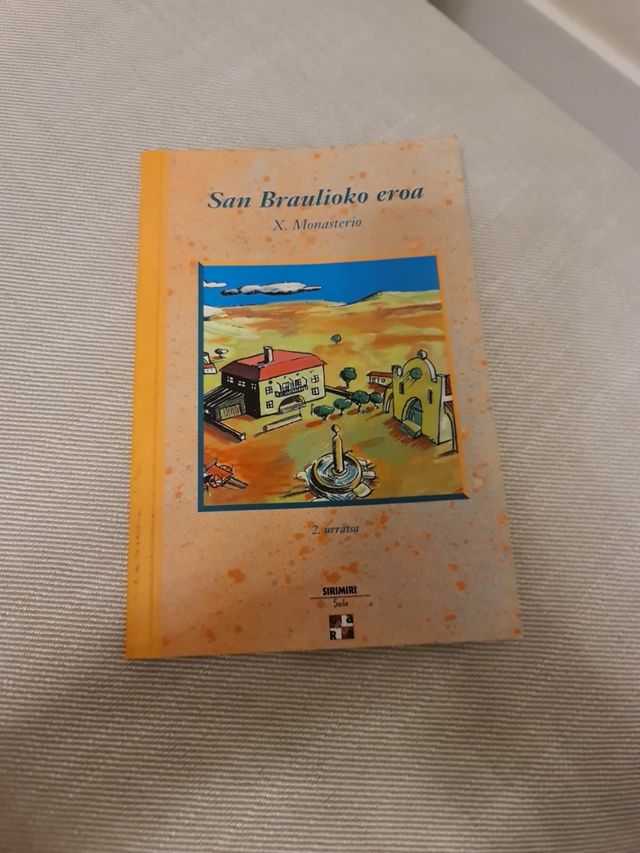 San Braulioko eroa
X. Monasterio
2. urratsa
SIRIMIRI
Saila
a
R